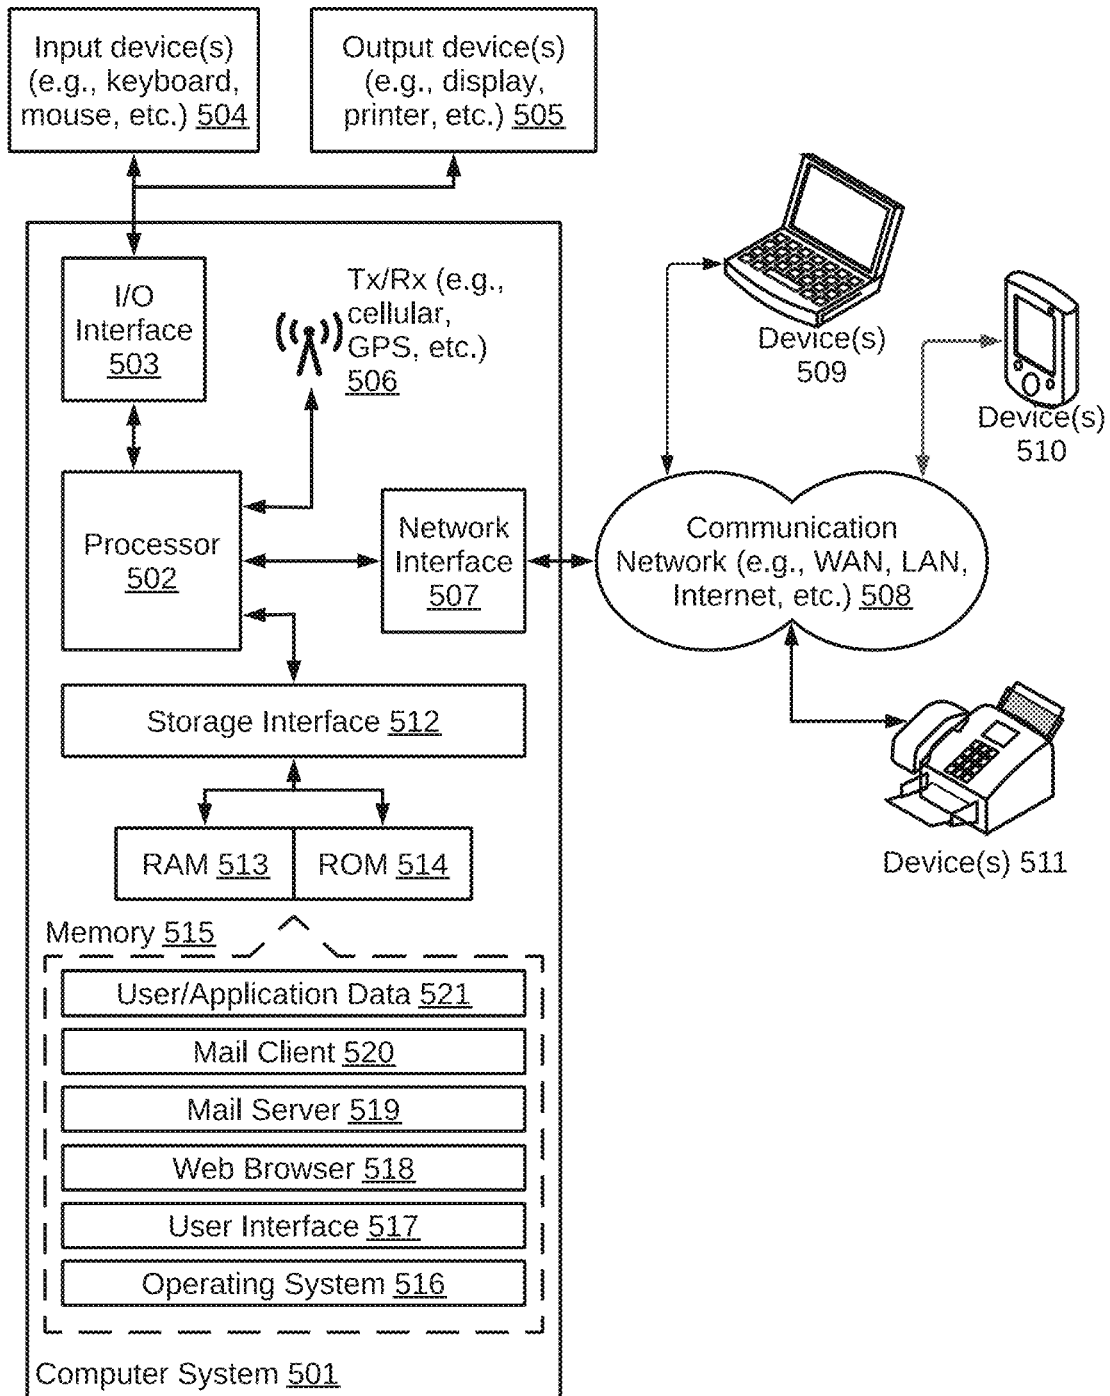 Input device(s)
(e.g., keyboard,
mouse, etc.) 504
Output device(s)
(e.g., display,
printer, etc.) 505
I/O
Interface
503
Tx/Rx (e.g.,
cellular,
GPS, etc.)
506
Device(s)
509
Device(s)
510
Processor
502
Network
Interface
507
Communication
Network (e.g., WAN, LAN,
Internet, etc.) 508
Storage Interface 512
RAM 513
ROM 514
Device(s) 511
Memory 515
User/Application Data 521
Mail Client 520
Mail Server 519
Web Browser 518
User Interface 517
Operating System 516
Computer System 501